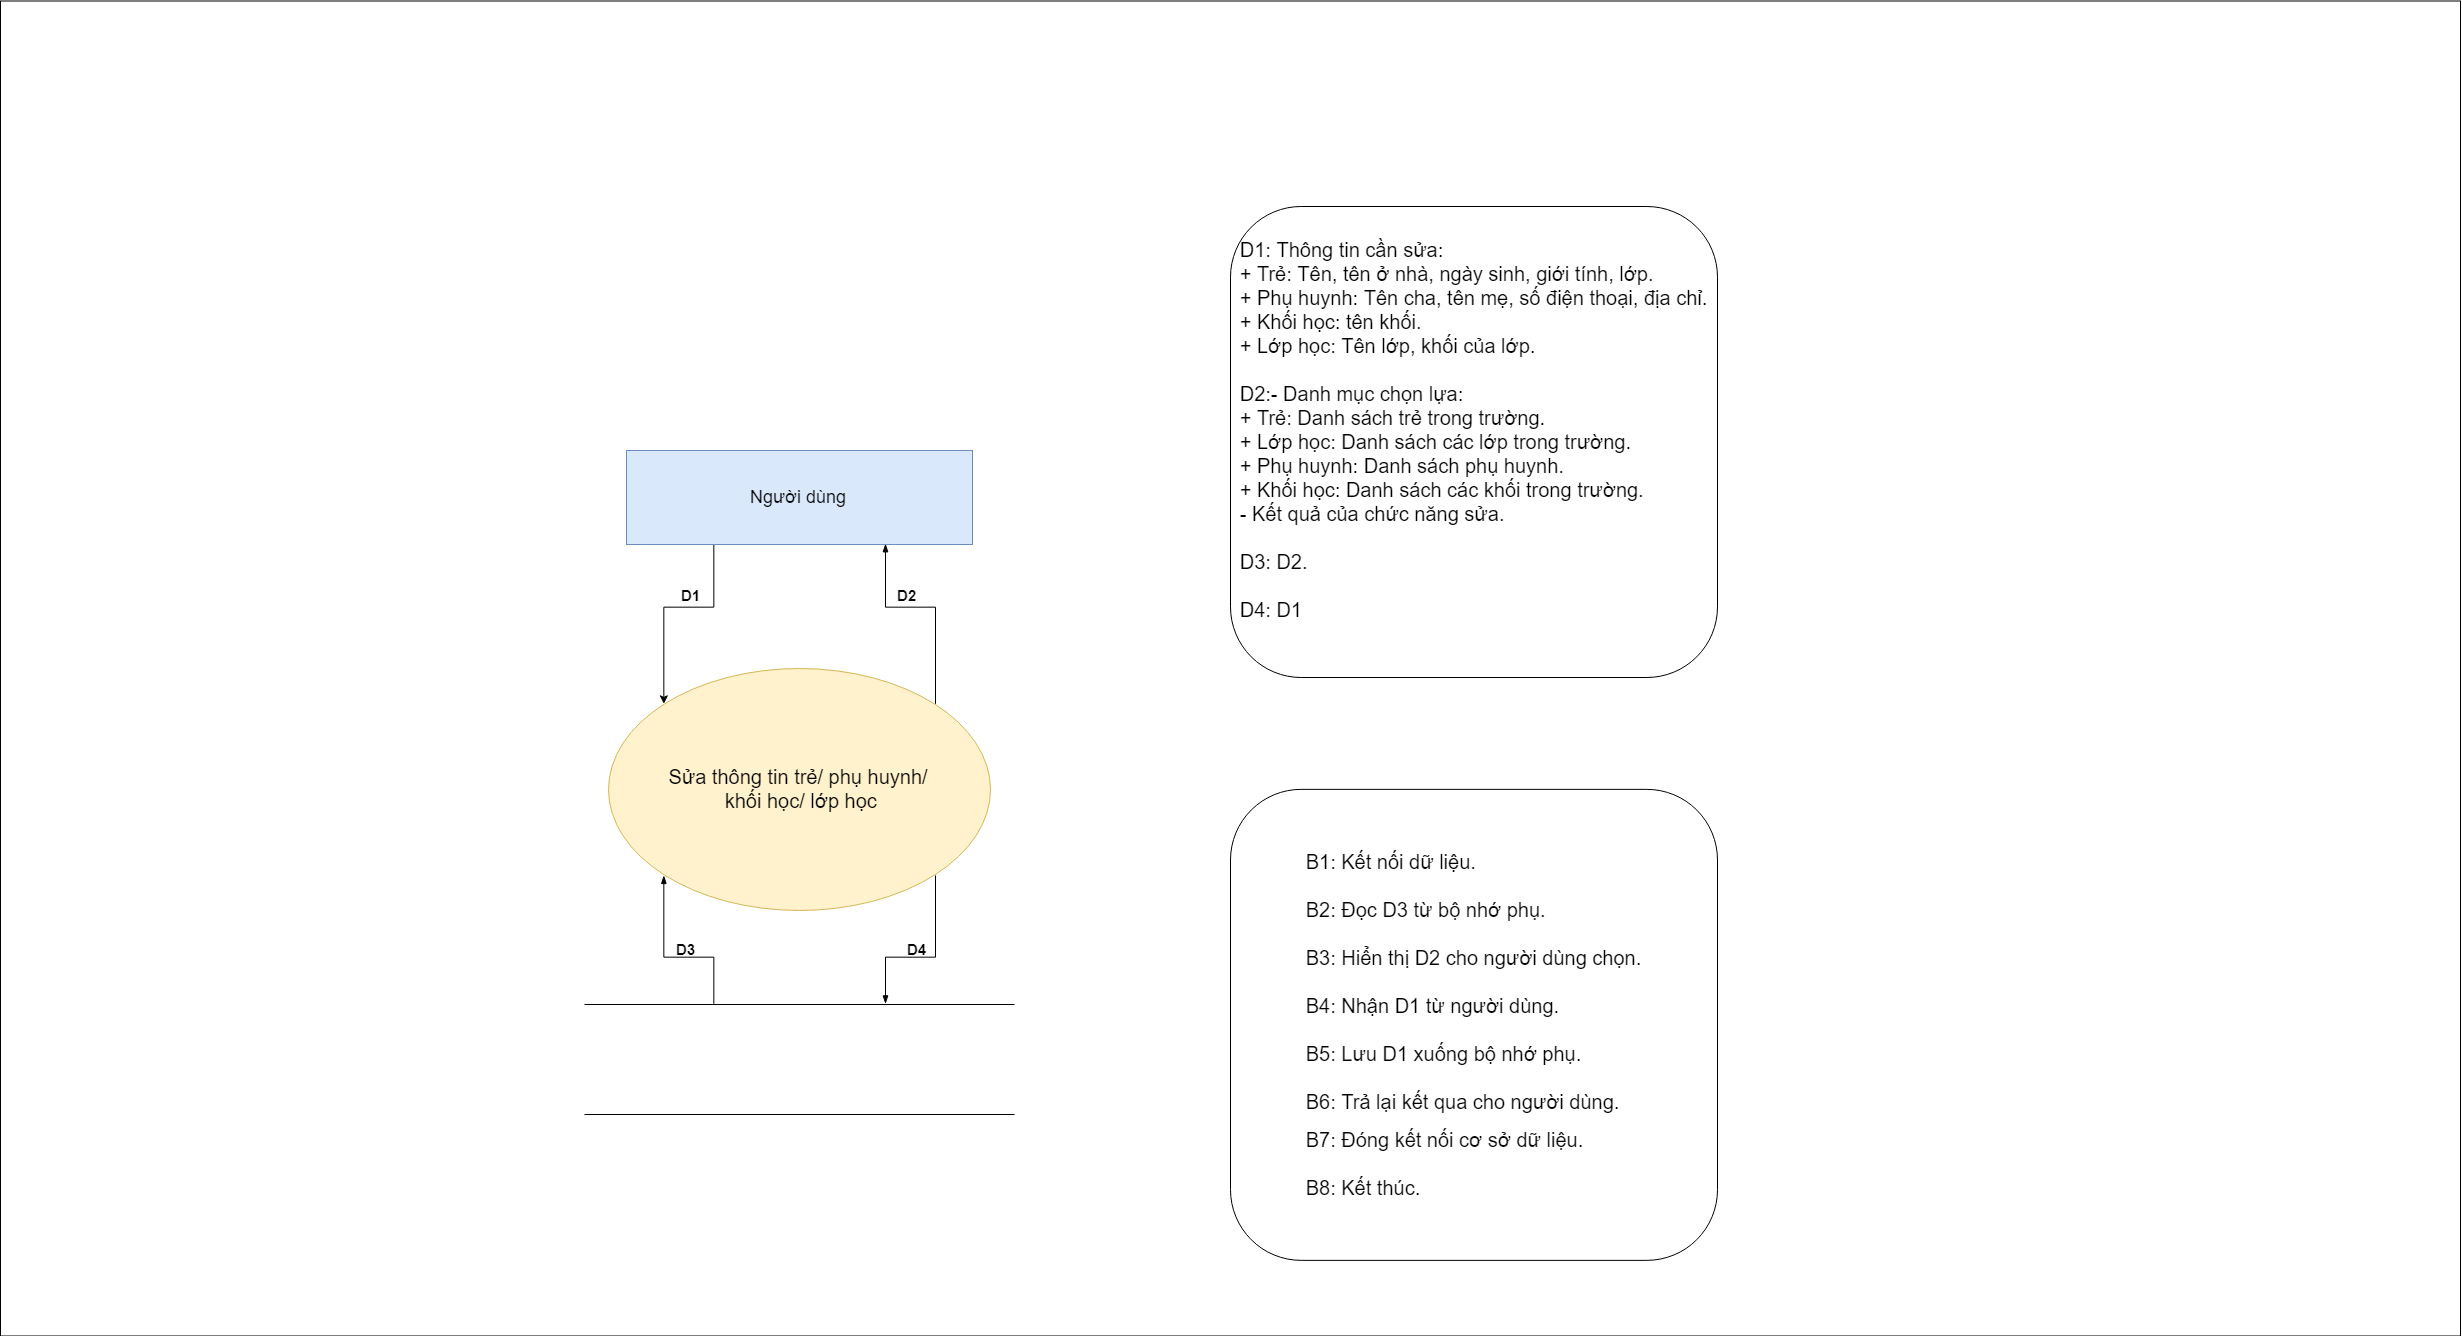 Người dùng
D1
D2
Sửa thông tin trẻ/ phụ huynh/
khối học/ lớp học
D3
D4
D1: Thông tin cần sửa:
+ Trẻ: Tên, tên ở nhà, ngày sinh, giới tính, lớp.
+ Phụ huynh: Tên cha, tên mẹ, số điện thoại, địa chỉ.
+ Khối học: tên khối.
+ Lớp học: Tên lớp, khối của lớp.
D2:- Danh mục chọn lựa:
+ Trẻ: Danh sách trẻ trong trường.
+ Lớp học: Danh sách các lớp trong trường.
+ Phụ huynh: Danh sách phụ huynh.
+ Khối học: Danh sách các khối trong trường.
- Kết quả của chức năng sửa.
D3: D2.
D4: D1
B1: Kết nối dữ liệu.
B2: Đọc D3 từ bộ nhớ phụ.
B3: Hiển thị D2 cho người dùng chọn.
B4: Nhận D1 từ người dùng.
B5: Lưu D1 xuống bộ nhớ phụ.
B6: Trả lại kết qua cho người dùng.
B7: Đóng kết nối cơ sở dữ liệu.
B8: Kết thúc.